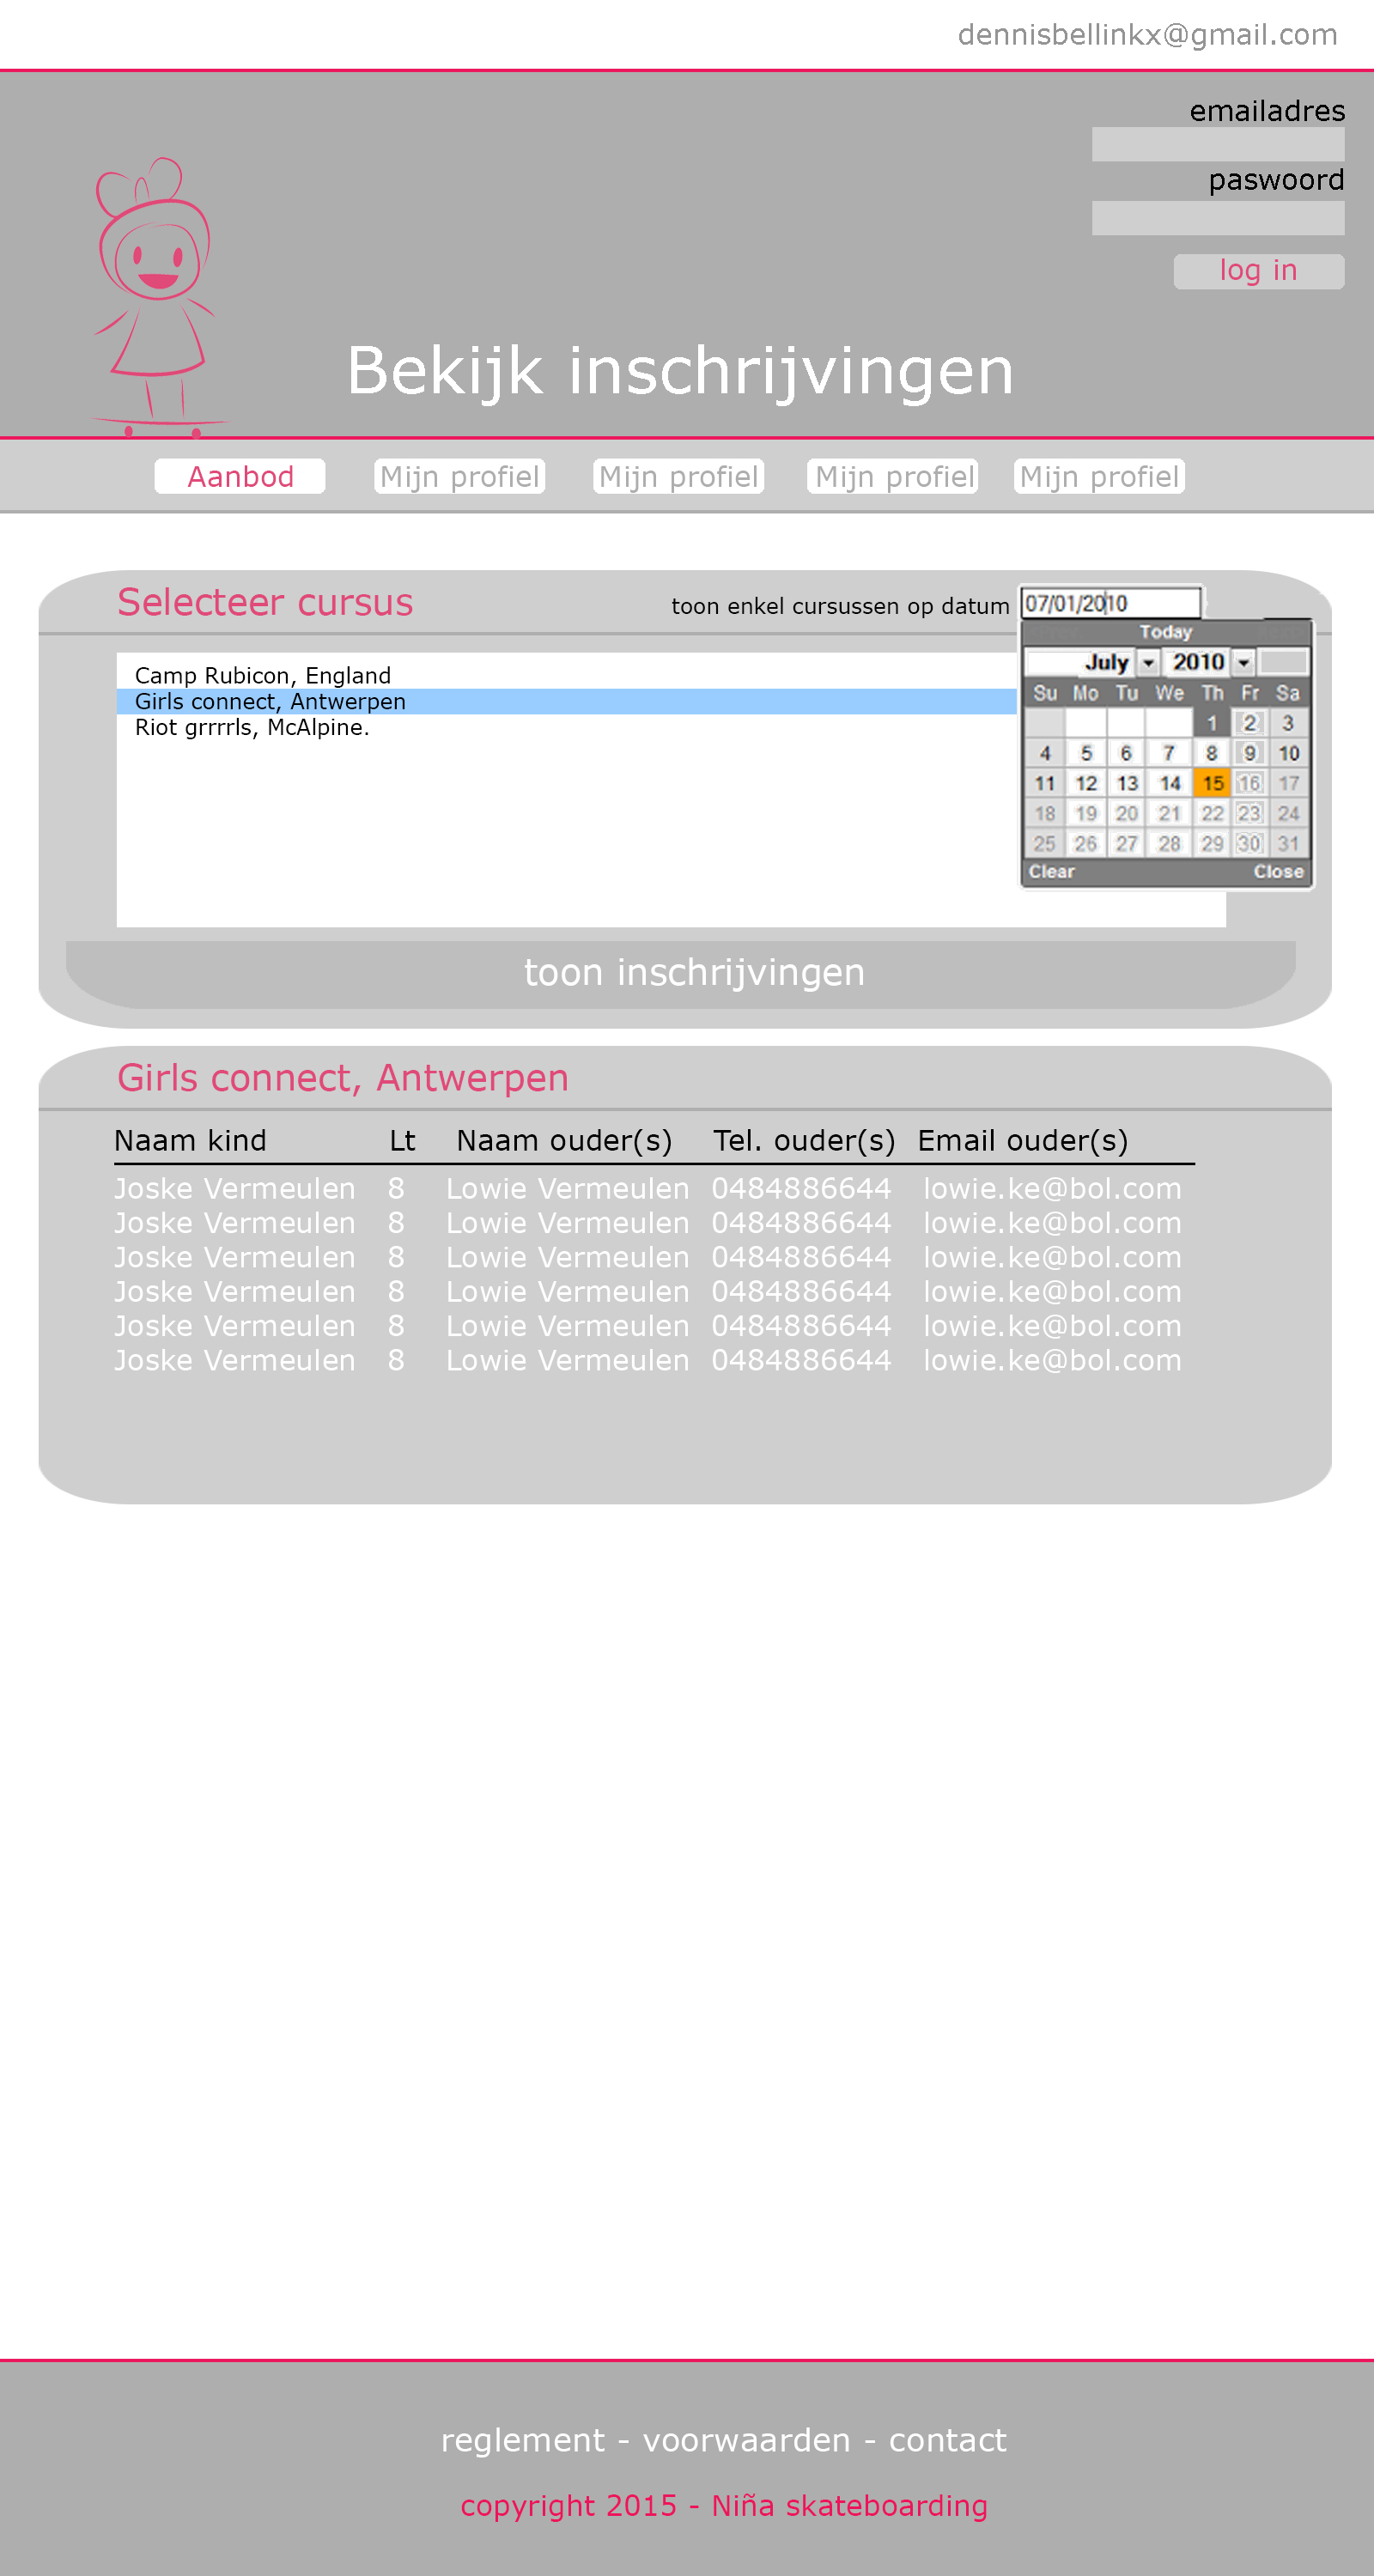 dennisbellinkx@gmail.com
emailadres
paswoord
log in
Bekijk inschrijvingen
Aanbod Mijn profiel Mijn profiel Mijn profiel Mijn profiel
Selecteer cursus toon enkel cursussen op datum 07/01/2010
Today
July 2010
Su Mo Tu We Th Fr Sa
1 2 3
4 5 6 7 8 9 10
11 12 13 14 15 16 17
18 19 20 21 22 23 24
25 26 27 28 29 30 31
Clear Close
Camp Rubicon, England
Girls connect, Antwerpen
Riot grrrrls, McAlpine.
toon inschrijvingen
Girls connect, Antwerpen
Naam kind Lt Naam ouder(s) Tel. ouder(s) Email ouder(s)
Joske Vermeulen 8 Lowie Vermeulen 0484886644 lowie.ke@bol.com
Joske Vermeulen 8 Lowie Vermeulen 0484886644 lowie.ke@bol.com
Joske Vermeulen 8 Lowie Vermeulen 0484886644 lowie.ke@bol.com
Joske Vermeulen 8 Lowie Vermeulen 0484886644 lowie.ke@bol.com
Joske Vermeulen 8 Lowie Vermeulen 0484886644 lowie.ke@bol.com
Joske Vermeulen 8 Lowie Vermeulen 0484886644 lowie.ke@bol.com
reglement - voorwaarden - contact
copyright 2015 - Niña skateboarding